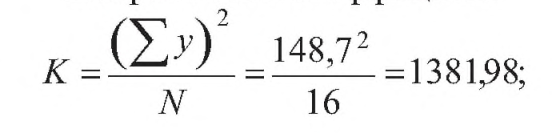 K = (∑y)² / N = 148,7² / 16 = 1381,98;